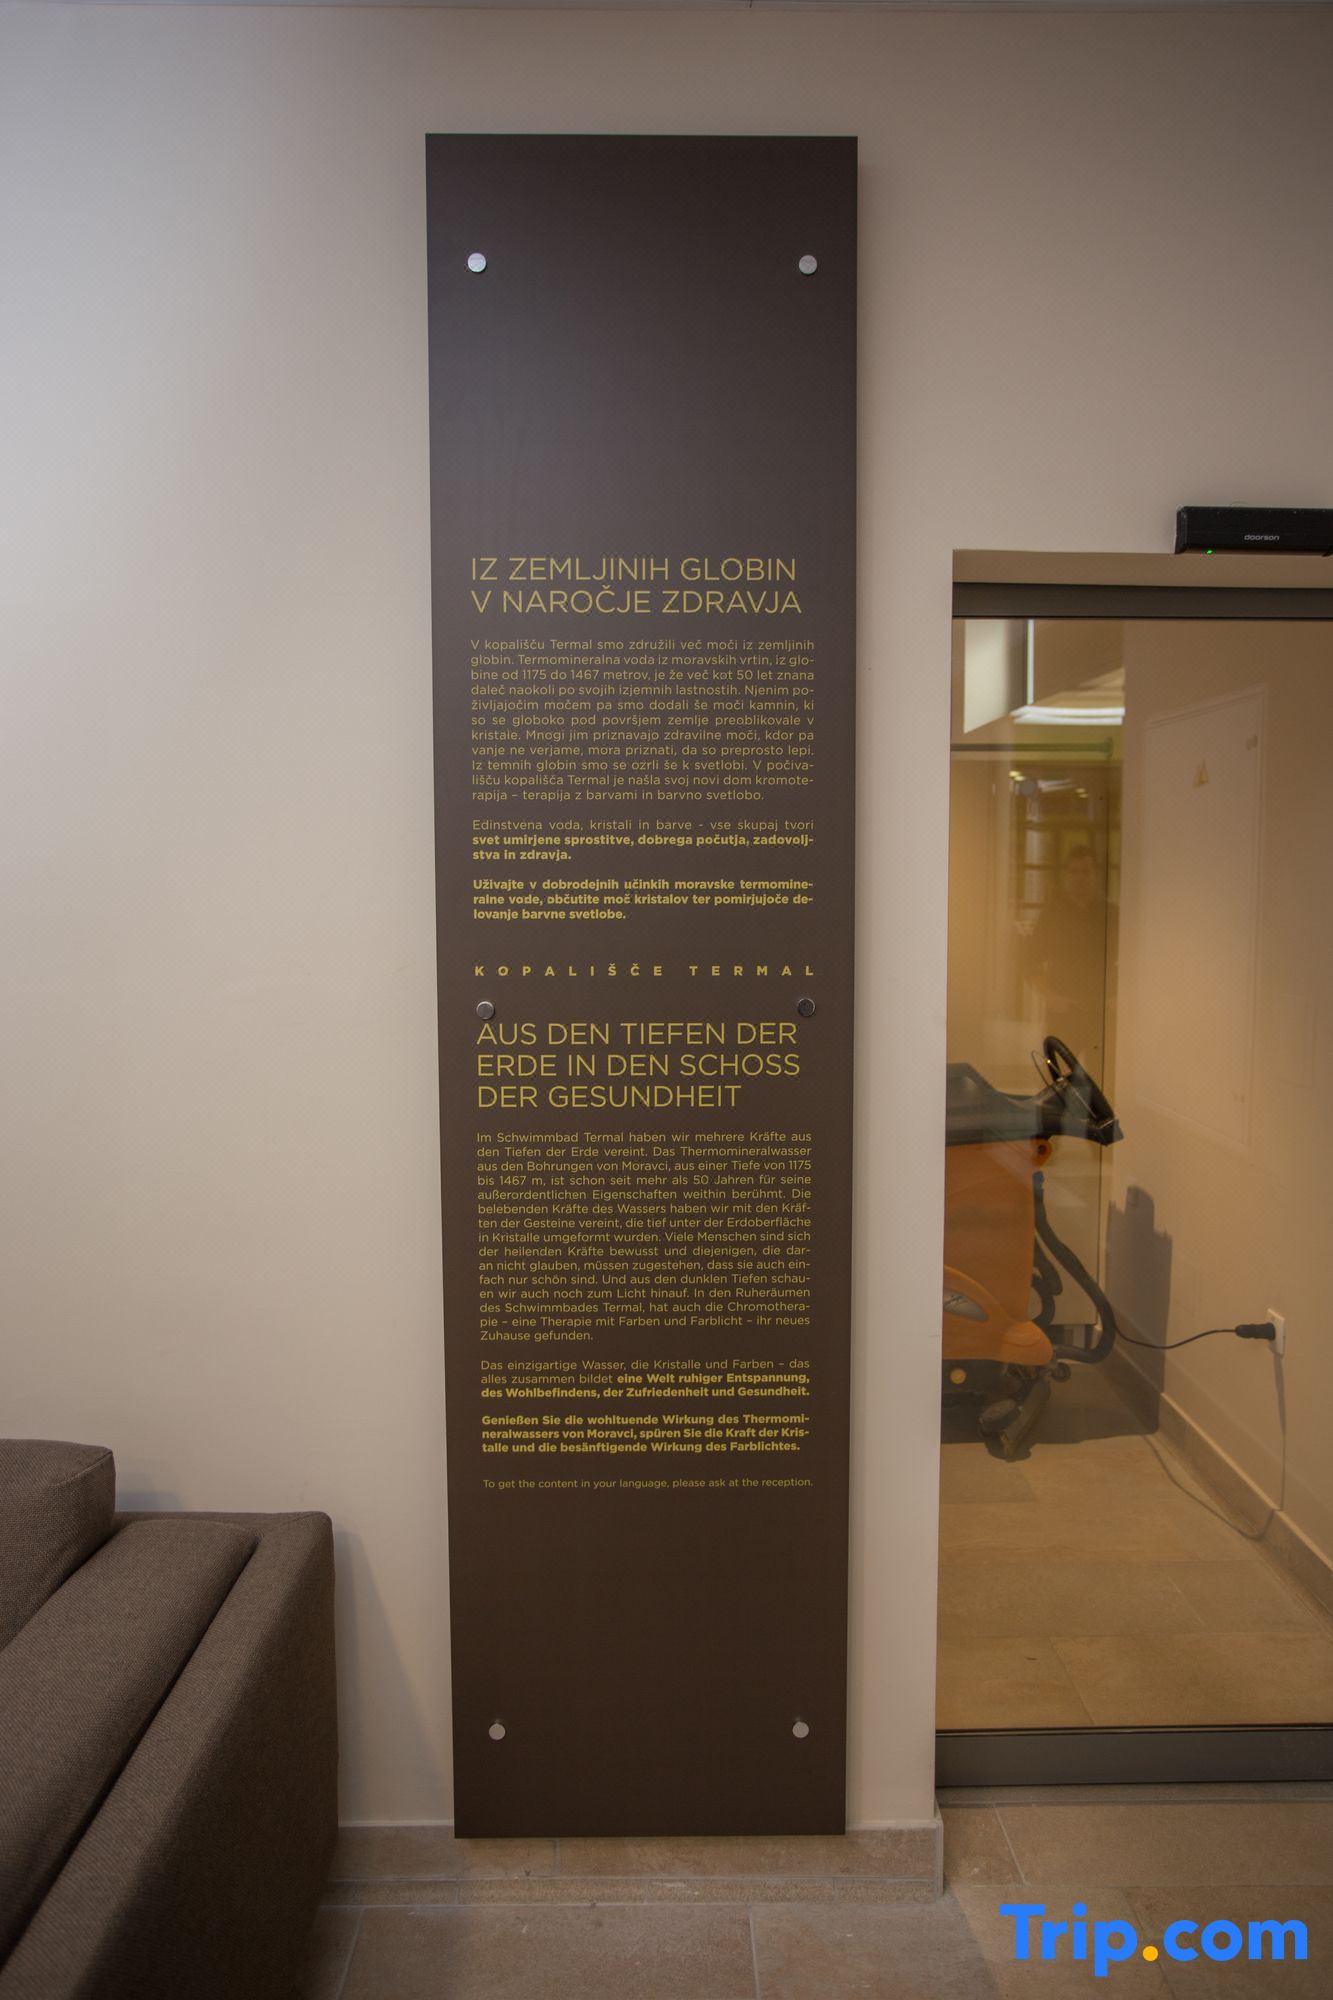 IZ ZEMLJINIH GLOBIN
V NAROČJE ZDRAVJA
V kopališču Termal smo združili več moči iz zemljinih
globin. Termomineralna voda iz moravskih vrtin, iz glo-
bine od 1175 do 1467 metrov, je že več kot 50 let znana
daleč naokoli po svojih izjemnih lastnostih. Njenim po-
življajočim močem pa smo dodali še moči kamnin, ki
so se globoko pod površjem zemlje preoblikovale v
kristale. Mnogi jim priznavajo zdravilne moči, kdor pa
vanje ne verjame, mora priznati, da so preprosto lepi.
Iz temnih globin smo se ozrli še k svetlobi. V počiva-
lišču kopališča Termal je našla svoj novi dom kromote-
rapija – terapija z barvami in barvno svetlobo.
Edinstvena voda, kristali in barve - vse skupaj tvori
svet umirjene sprostitve, dobrega počutja, zadovolj-
stva in zdravja.
Uživajte v dobrodejnih učinkih moravske termomine-
ralne vode, občutite moč kristalov ter pomirjujoče de-
lovanje barvne svetlobe.
KOPALIŠČE TERMAL
AUS DEN TIEFEN DER
ERDE IN DEN SCHOSS
DER GESUNDHEIT
Im Schwimmbad Termal haben wir mehrere Kräfte aus
den Tiefen der Erde vereint. Das Thermomineralwasser
aus den Bohrungen von Moravci, aus einer Tiefe von 1175
bis 1467 m, ist schon seit mehr als 50 Jahren für seine
außerordentlichen Eigenschaften weithin berühmt. Die
belebenden Kräfte des Wassers haben wir mit den Kräf-
ten der Gesteine vereint, die tief unter der Erdoberfläche
in Kristalle umgeformt wurden. Viele Menschen sind sich
der heilenden Kräfte bewusst und diejenigen, die dar-
an nicht glauben, müssen zugestehen, dass sie auch ein-
fach nur schön sind. Und aus den dunklen Tiefen schau-
en wir auch noch zum Licht hinauf. In den Ruheräumen
des Schwimmbades Termal, hat auch die Chromothera-
pie – eine Therapie mit Farben und Farblicht – ihr neues
Zuhause gefunden.
Das einzigartige Wasser, die Kristalle und Farben – das
alles zusammen bildet eine Welt ruhiger Entspannung,
des Wohlbefindens, der Zufriedenheit und Gesundheit.
Genießen Sie die wohltuende Wirkung des Thermomi-
neralwassers von Moravci, spüren Sie die Kraft der Kris-
talle und die besänftigende Wirkung des Farblichtes.
To get the content in your language, please ask at the reception.
doorson
Trip.com